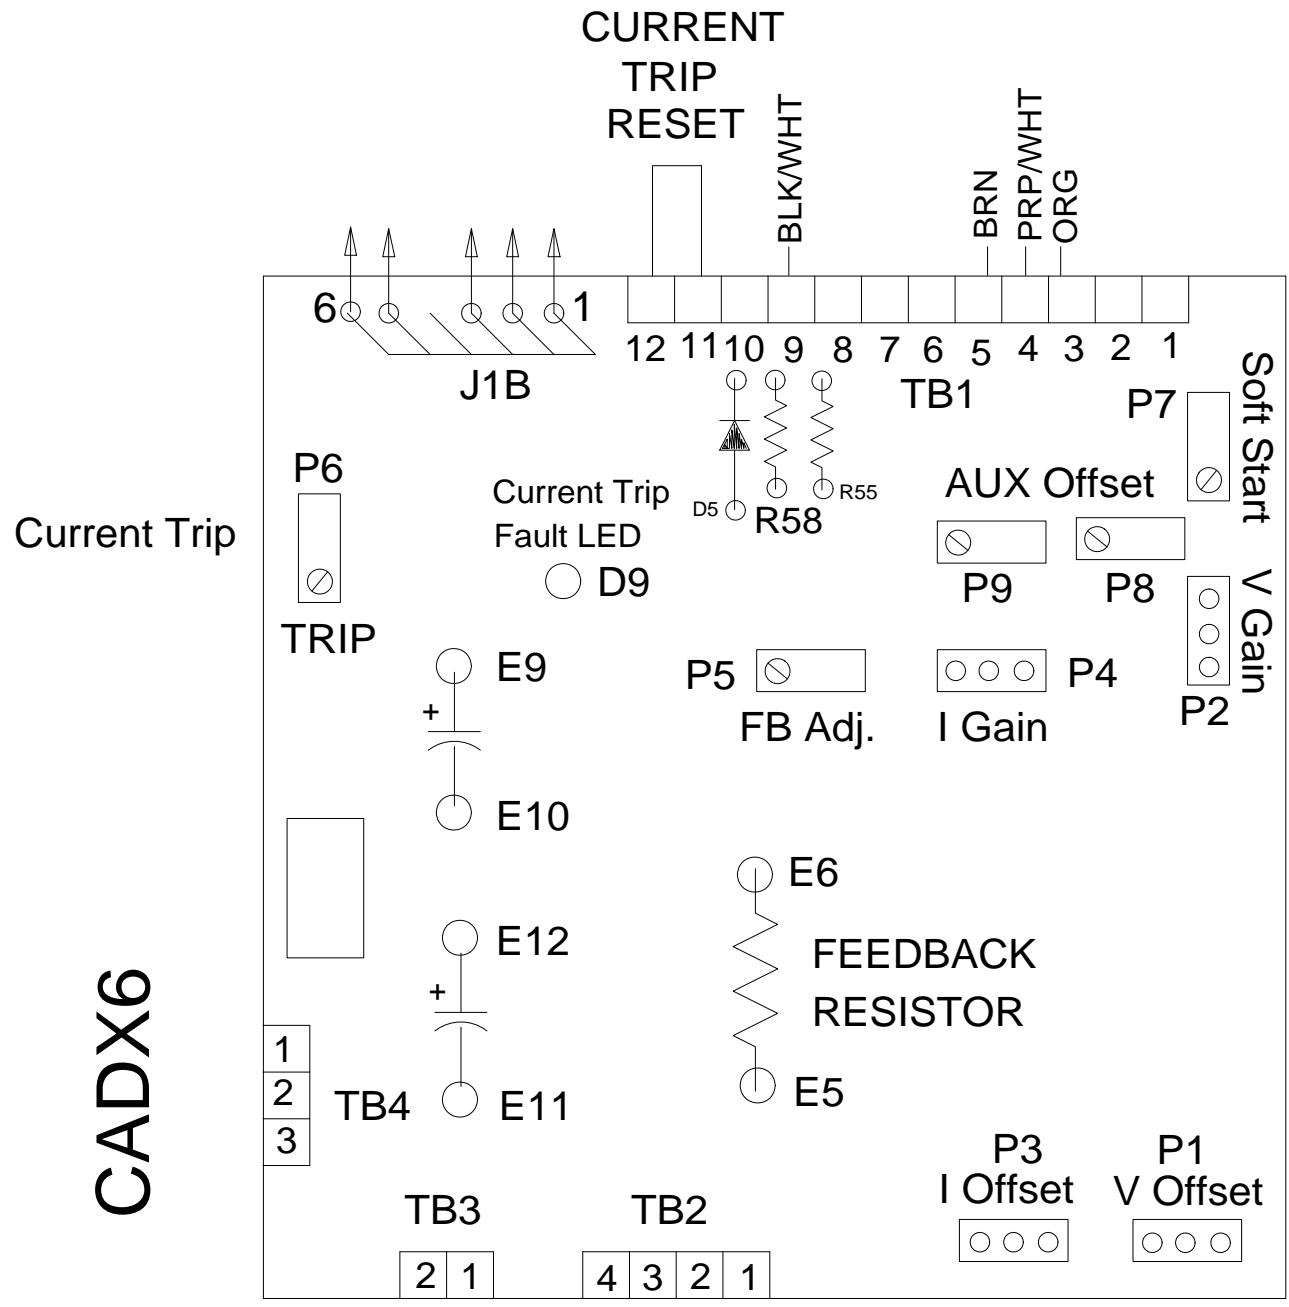 CURRENT
TRIP
RESET
BLK/WHT
BRN
PRP/WHT
ORG
6
1
J1B
12 11 10 9 8 7 6 5 4 3 2 1
TB1
P7
Soft Start
P6
Current Trip
TRIP
Current Trip
Fault LED
D9
D5
R58
R55
AUX Offset
P9
P8
V Gain
P2
P5
FB Adj.
P4
I Gain
E9
+
E10
E12
+
E11
E6
FEEDBACK
RESISTOR
E5
CADX6
1
2
3
TB4
TB3
2 1
TB2
4 3 2 1
P3
I Offset
P1
V Offset